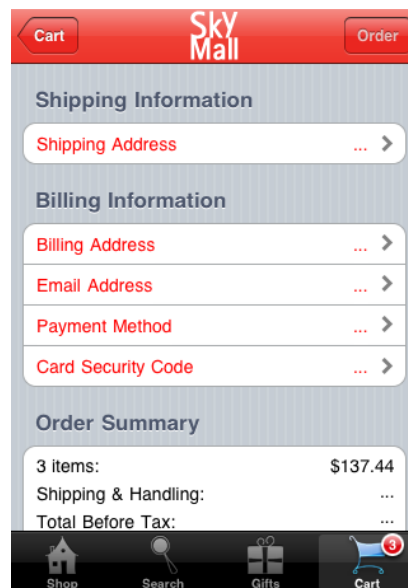 Cart
SkY
Mall
Order
Shipping Information
Shipping Address ...
Billing Information
Billing Address ...
Email Address ...
Payment Method ...
Card Security Code ...
Order Summary
3 items: $137.44
Shipping & Handling: ...
Total Before Tax: ...
3
Shop Search Gifts Cart